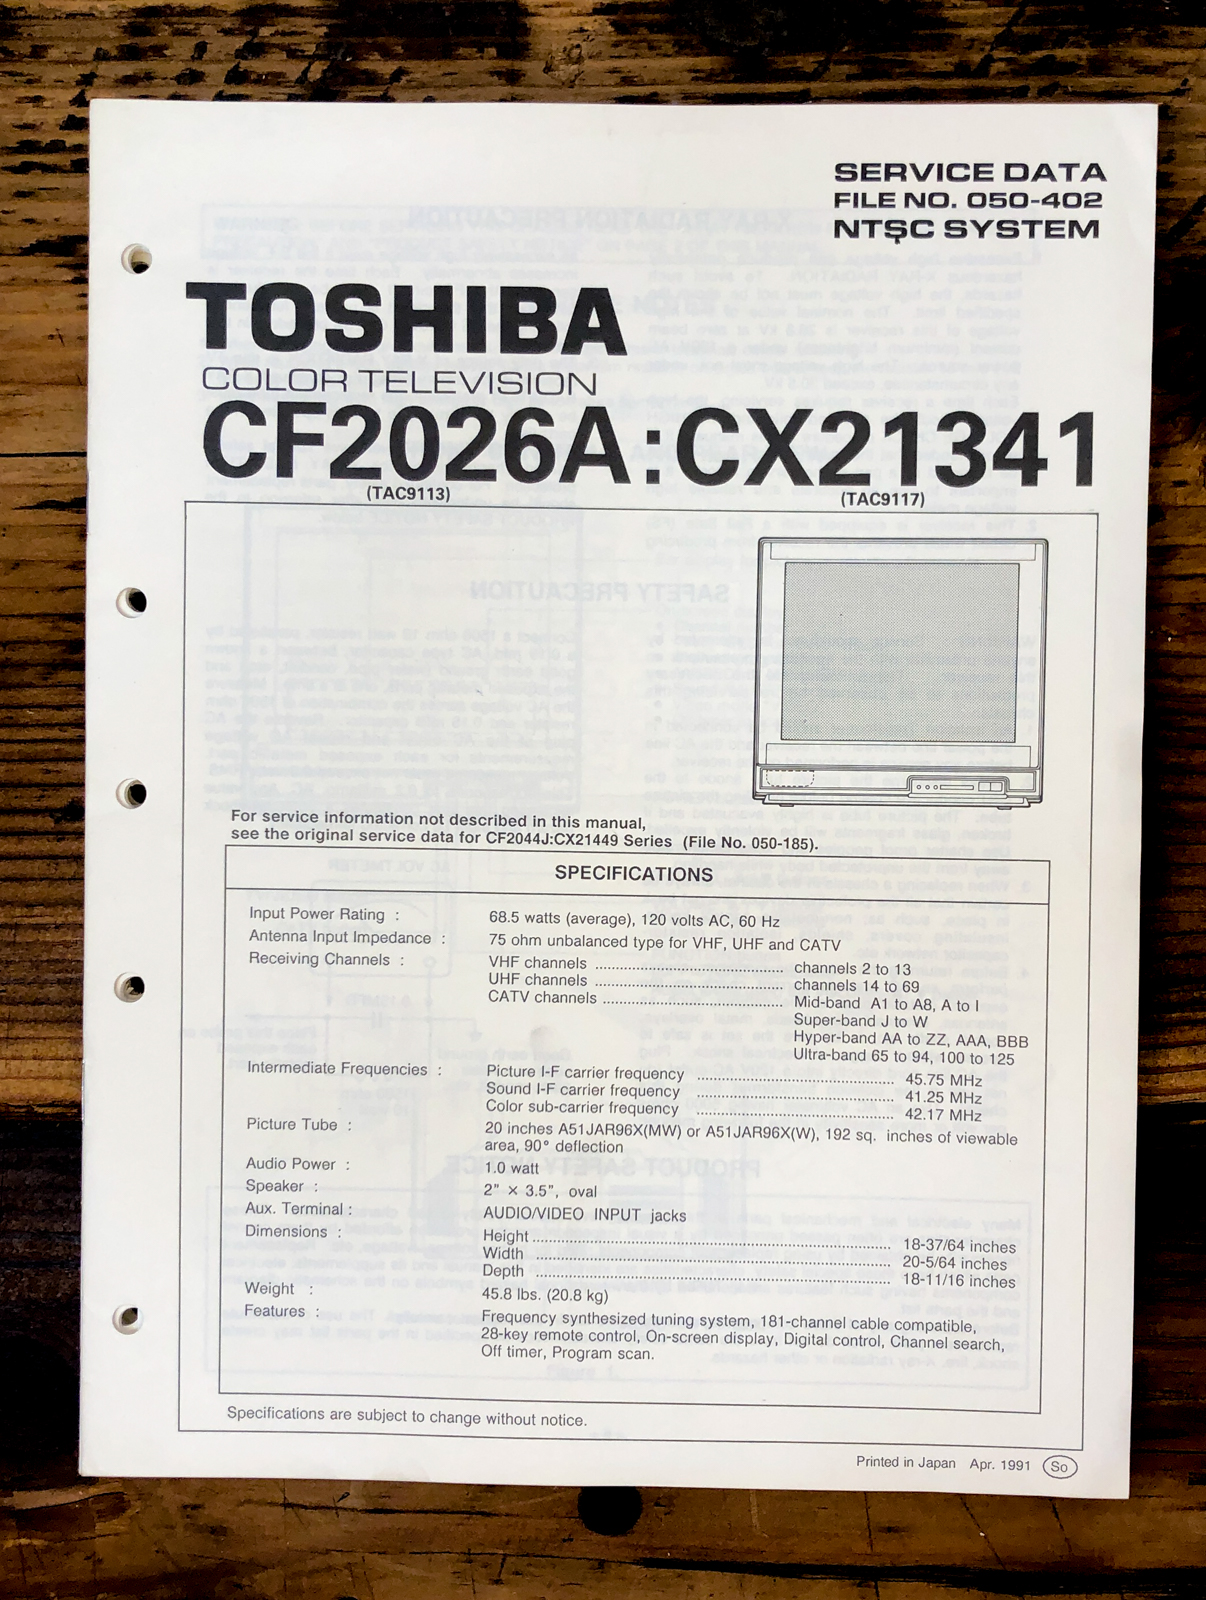 SERVICE DATA
FILE NO. 050-402
NTSC SYSTEM
TOSHIBA
COLOR TELEVISION
CF2026A:CX21341
(TAC9113) (TAC9117)
For service information not described in this manual,
see the original service data for CF2044J:CX21449 Series (File No. 050-185).
SPECIFICATIONS
Input Power Rating : 68.5 watts (average), 120 volts AC, 60 Hz
Antenna Input Impedance : 75 ohm unbalanced type for VHF, UHF and CATV
Receiving Channels : VHF channels ........ channels 2 to 13
UHF channels ........ channels 14 to 69
CATV channels ........ Mid-band A1 to A8, A to I
Super-band J to W
Hyper-band AA to ZZ, AAA, BBB
Ultra-band 65 to 94, 100 to 125
Intermediate Frequencies : Picture I-F carrier frequency ........ 45.75 MHz
Sound I-F carrier frequency ........ 41.25 MHz
Color sub-carrier frequency ........ 42.17 MHz
Picture Tube : 20 inches A51JAR96X(MW) or A51JAR96X(W), 192 sq. inches of viewable
area, 90° deflection
Audio Power : 1.0 watt
Speaker : 2" × 3.5", oval
Aux. Terminal : AUDIO/VIDEO INPUT jacks
Dimensions : Height ........ 18-37/64 inches
Width ........ 20-5/64 inches
Depth ........ 18-11/16 inches
Weight : 45.8 lbs. (20.8 kg)
Features : Frequency synthesized tuning system, 181-channel cable compatible,
28-key remote control, On-screen display, Digital control, Channel search,
Off timer, Program scan.
Specifications are subject to change without notice.
Printed in Japan Apr. 1991 So